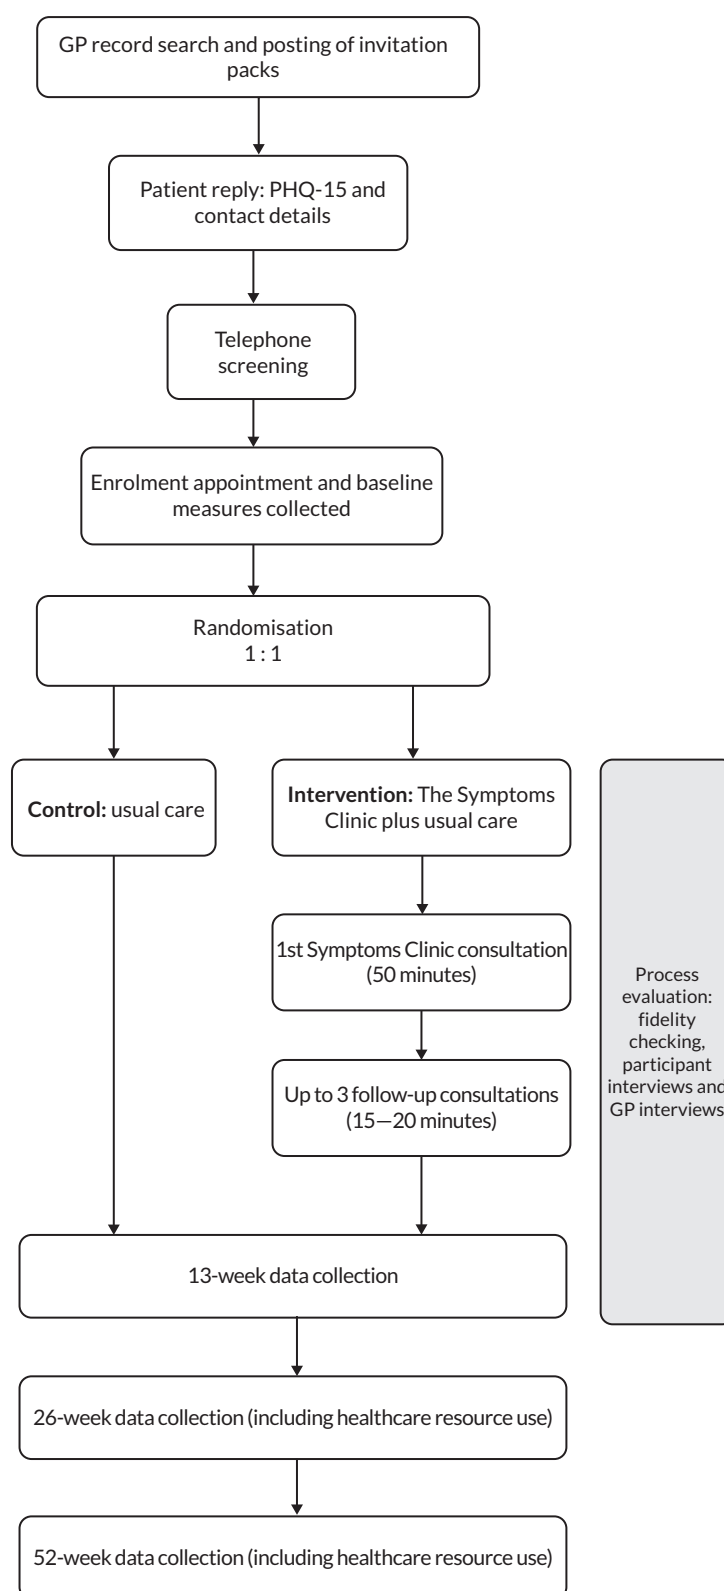 GP record search and posting of invitation
packs
Patient reply: PHQ-15 and
contact details
Telephone
screening
Enrolment appointment and baseline
measures collected
Randomisation
1 : 1
Control: usual care
Intervention: The Symptoms
Clinic plus usual care
1st Symptoms Clinic consultation
(50 minutes)
Up to 3 follow-up consultations
(15—20 minutes)
Process
evaluation:
fidelity
checking,
participant
interviews and
GP interviews
13-week data collection
26-week data collection (including healthcare resource use)
52-week data collection (including healthcare resource use)